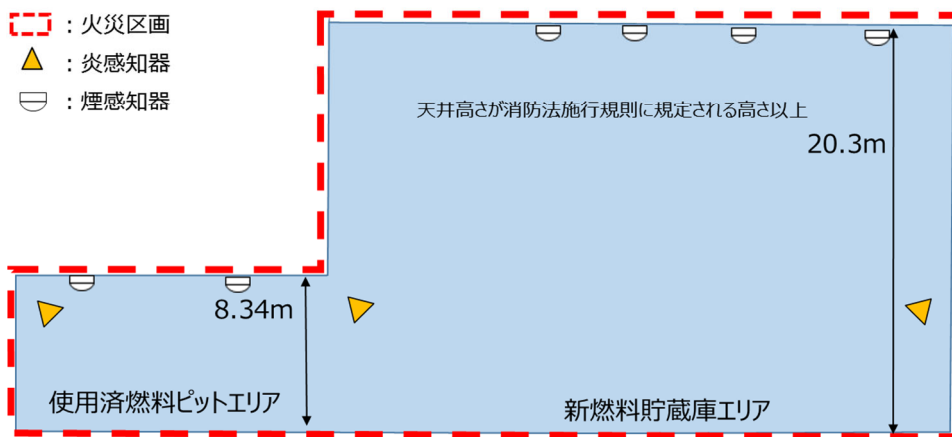 ：火災区画
：炎感知器
：煙感知器
天井高さが消防法施行規則に規定される高さ以上
20.3m
8.34m
使用済燃料ピットエリア
新燃料貯蔵庫エリア